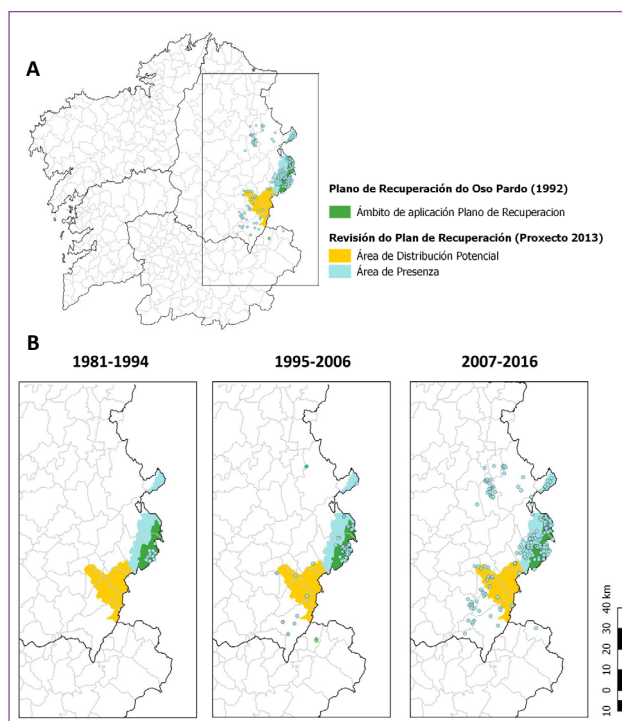 A
Plano de Recuperación do Oso Pardo (1992)
Ámbito de aplicación Plano de Recuperacion
Revisión do Plan de Recuperación (Proxecto 2013)
Área de Distribución Potencial
Área de Presenza
B
1981-1994
1995-2006
2007-2016
10 0 10 20 30 40 km